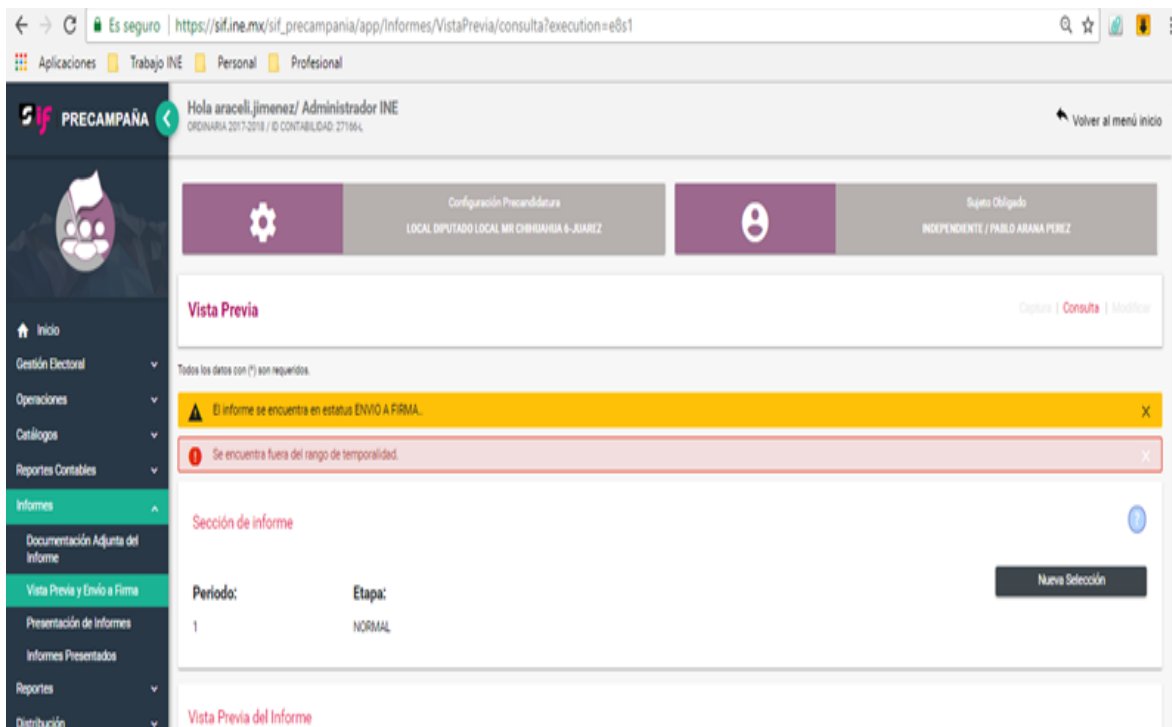 Es seguro | https://sif.ine.mx/sif_precampania/app/Informes/VistaPrevia/consulta?execution=e8s1
Aplicaciones Trabajo INE Personal Profesional
SIF PRECAMPAÑA
Hola araceli.jimenez/ Administrador INE
ORDINARIA 2017-2018 / ID CONTABILIDAD: 27166-L
Volver al menú inicio
Configuración Precandidatura
LOCAL DIPUTADO LOCAL MR CHIHUAHUA 6-JUAREZ
Sujeto Obligado
INDEPENDIENTE / PABLO ARANA PEREZ
Vista Previa
Captura | Consulta | Modificar
Inicio
Gestión Electoral
Operaciones
Catálogos
Reportes Contables
Informes
Documentación Adjunta del
Informe
Vista Previa y Envío a Firma
Presentación de Informes
Informes Presentados
Reportes
Distribución
Todos los datos con (*) son requeridos.
El informe se encuentra en estatus ENVIO A FIRMA..
X
Se encuentra fuera del rango de temporalidad.
X
Sección de informe
?
Nueva Selección
Periodo: Etapa:
1 NORMAL
Vista Previa del Informe